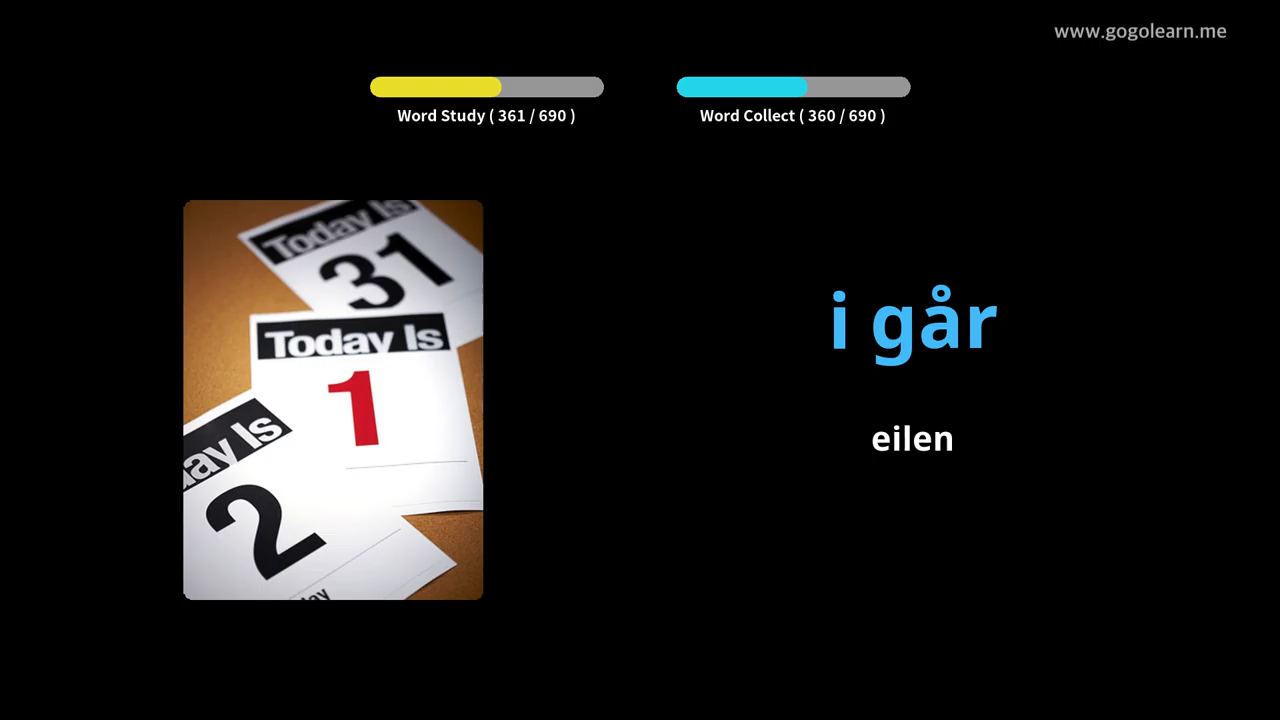 www.gogolearn.me
Word Study ( 361 / 690 )
Word Collect ( 360 / 690 )
Today Is
31
Today Is
1
ay Is
2
i går
eilen